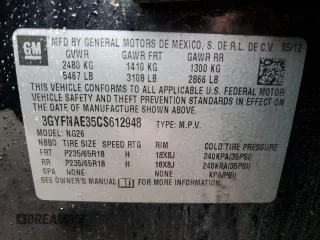 GM
MFD BY GENERAL MOTORS DE MEXICO, S. DE R.L. DE C.V. 05/12
GVWR GAWR FRT GAWR RR
2480 KG 1410 KG 1300 KG
5467 LB 3108 LB 2866 LB
THIS VEHICLE CONFORMS TO ALL APPLICABLE
U.S. FEDERAL MOTOR VEHICLE SAFETY AND
THEFT PREVENTION STANDARDS IN EFFECT ON
THE DATE OF MANUFACTURE SHOWN ABOVE.
3GYFNAE35CS612948 TYPE: M.P.V.
MODEL: NG26
NBBQ TIRE SIZE SPEED RTG RIM COLD TIRE PRESSURE
FRT P235/65R18 18X8J 240KPA(35PSI)
RR P235/65R18 18X8J 240KPA(35PSI)
SPA NONE NONE KPA(PSI)
DREAMBID